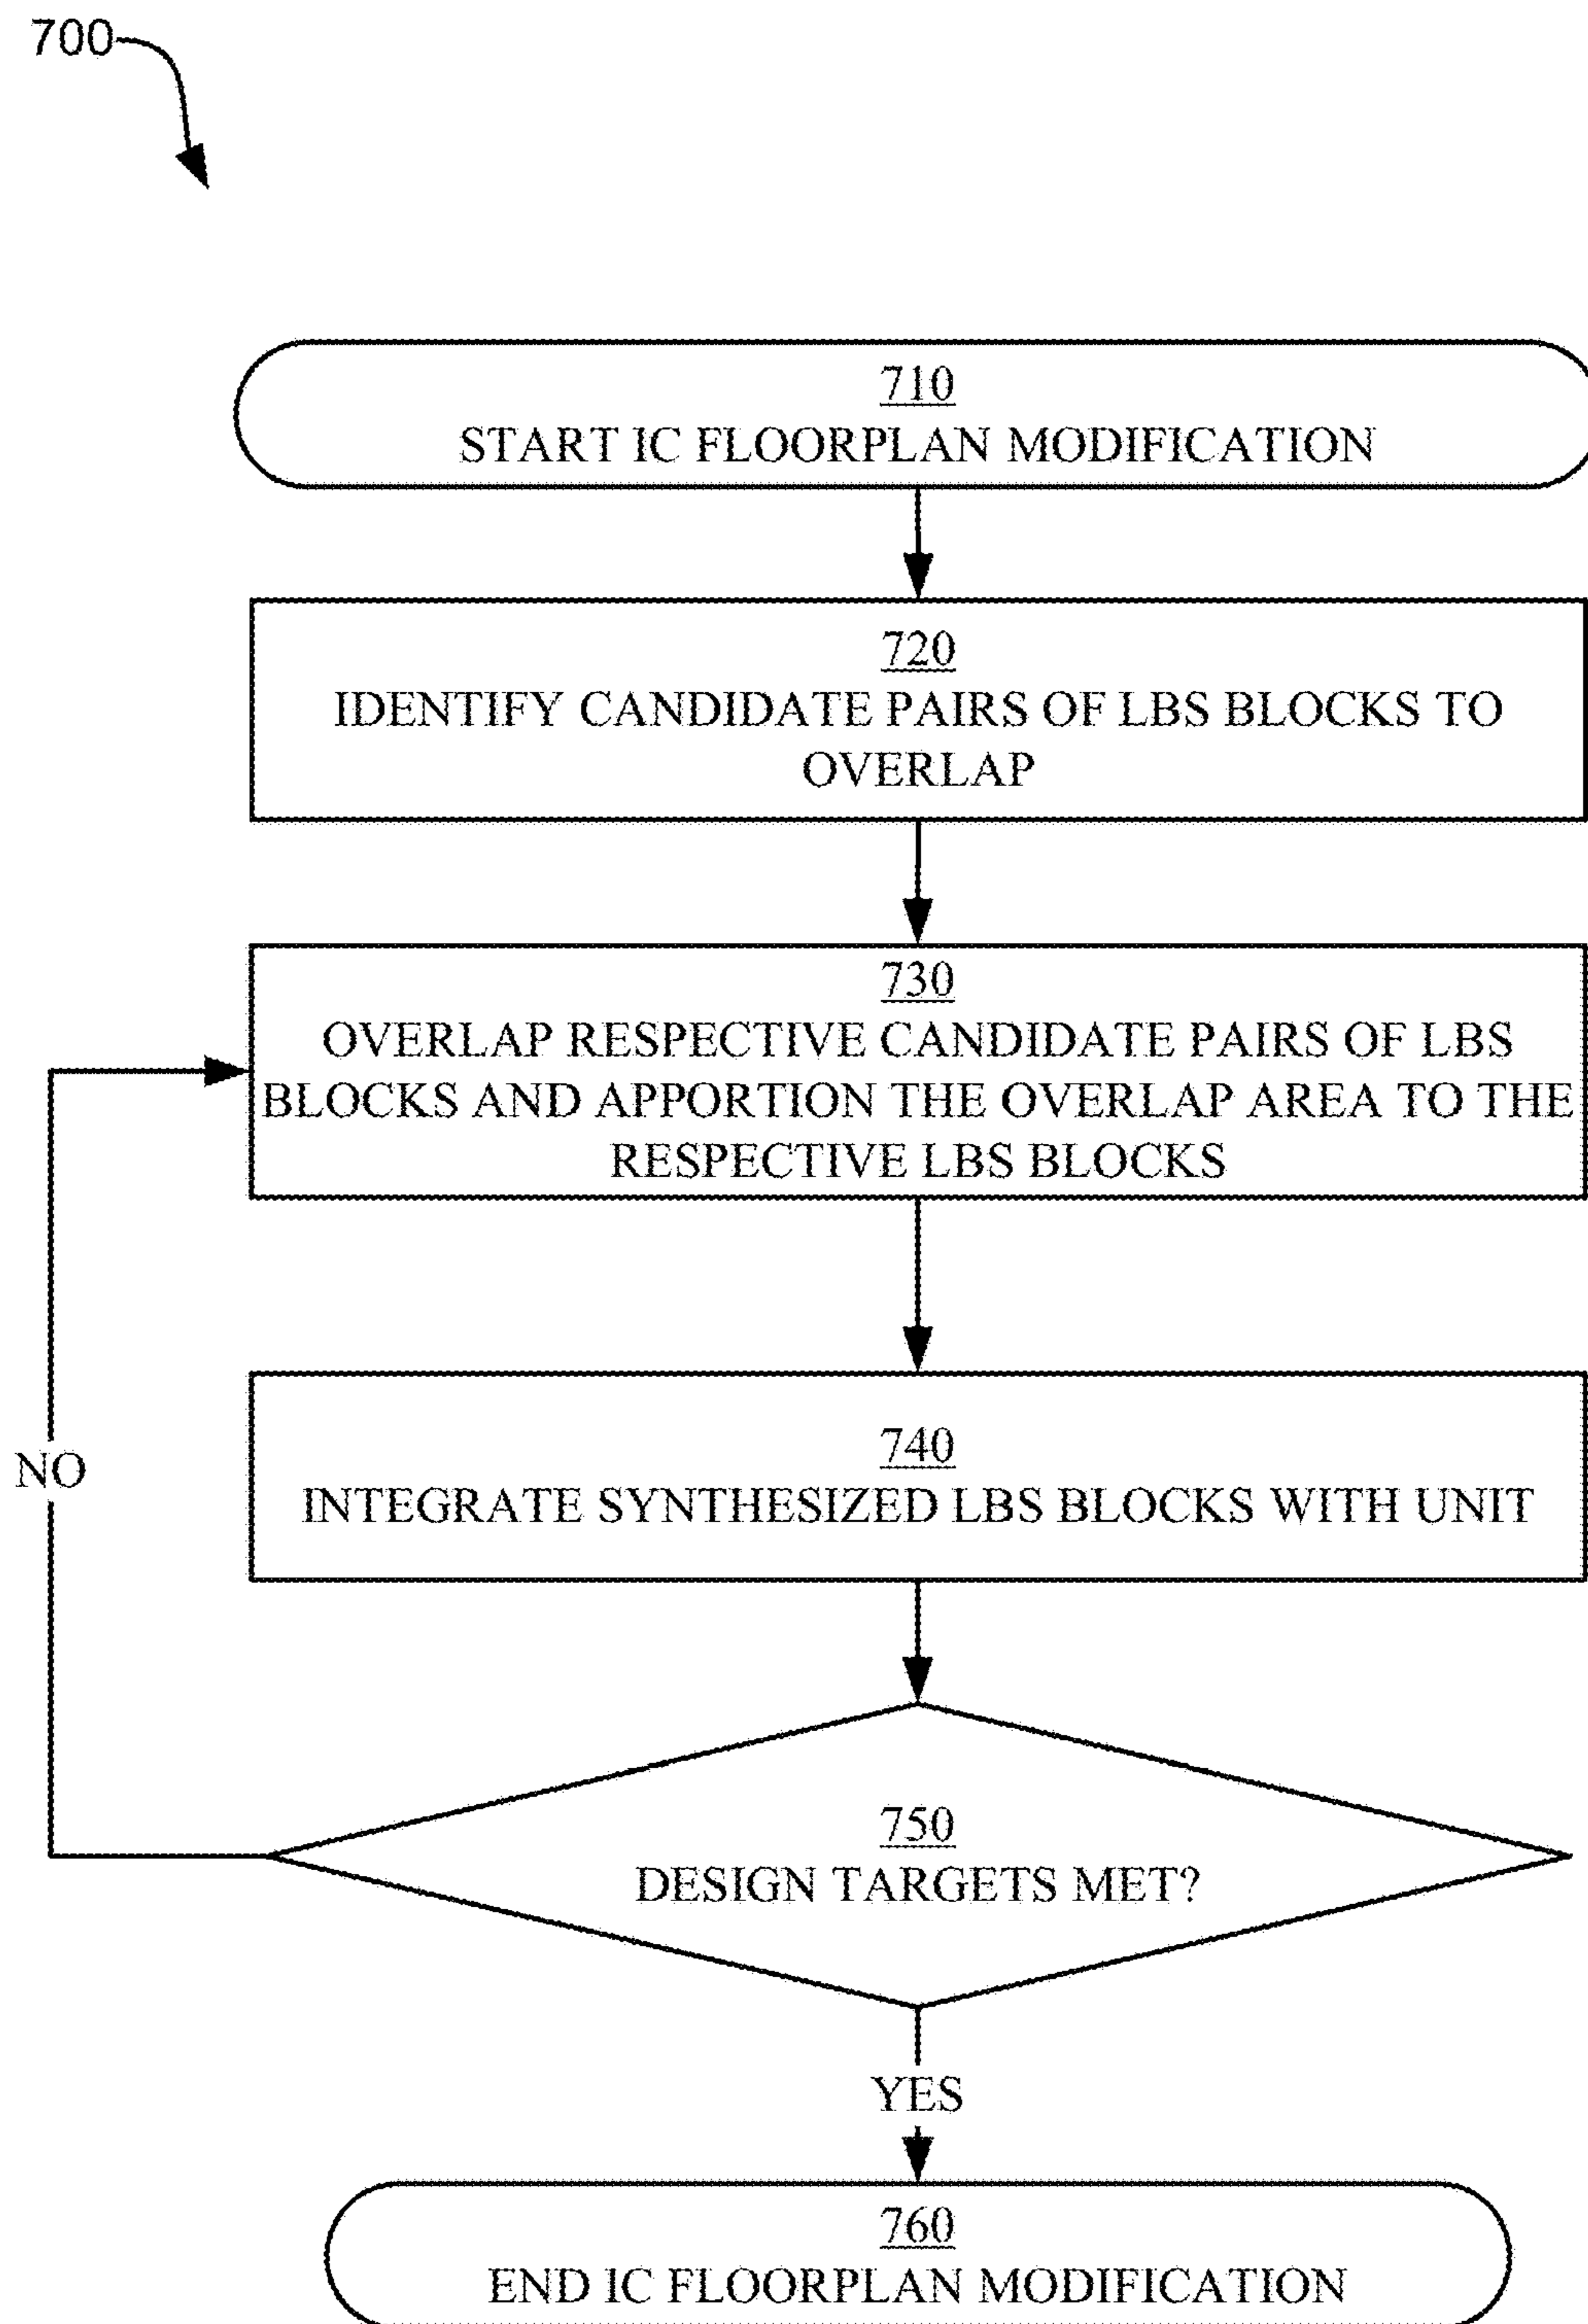 700
710
START IC FLOORPLAN MODIFICATION
720
IDENTIFY CANDIDATE PAIRS OF LBS BLOCKS TO
OVERLAP
730
OVERLAP RESPECTIVE CANDIDATE PAIRS OF LBS
BLOCKS AND APPORTION THE OVERLAP AREA TO THE
RESPECTIVE LBS BLOCKS
740
INTEGRATE SYNTHESIZED LBS BLOCKS WITH UNIT
NO
750
DESIGN TARGETS MET?
YES
760
END IC FLOORPLAN MODIFICATION